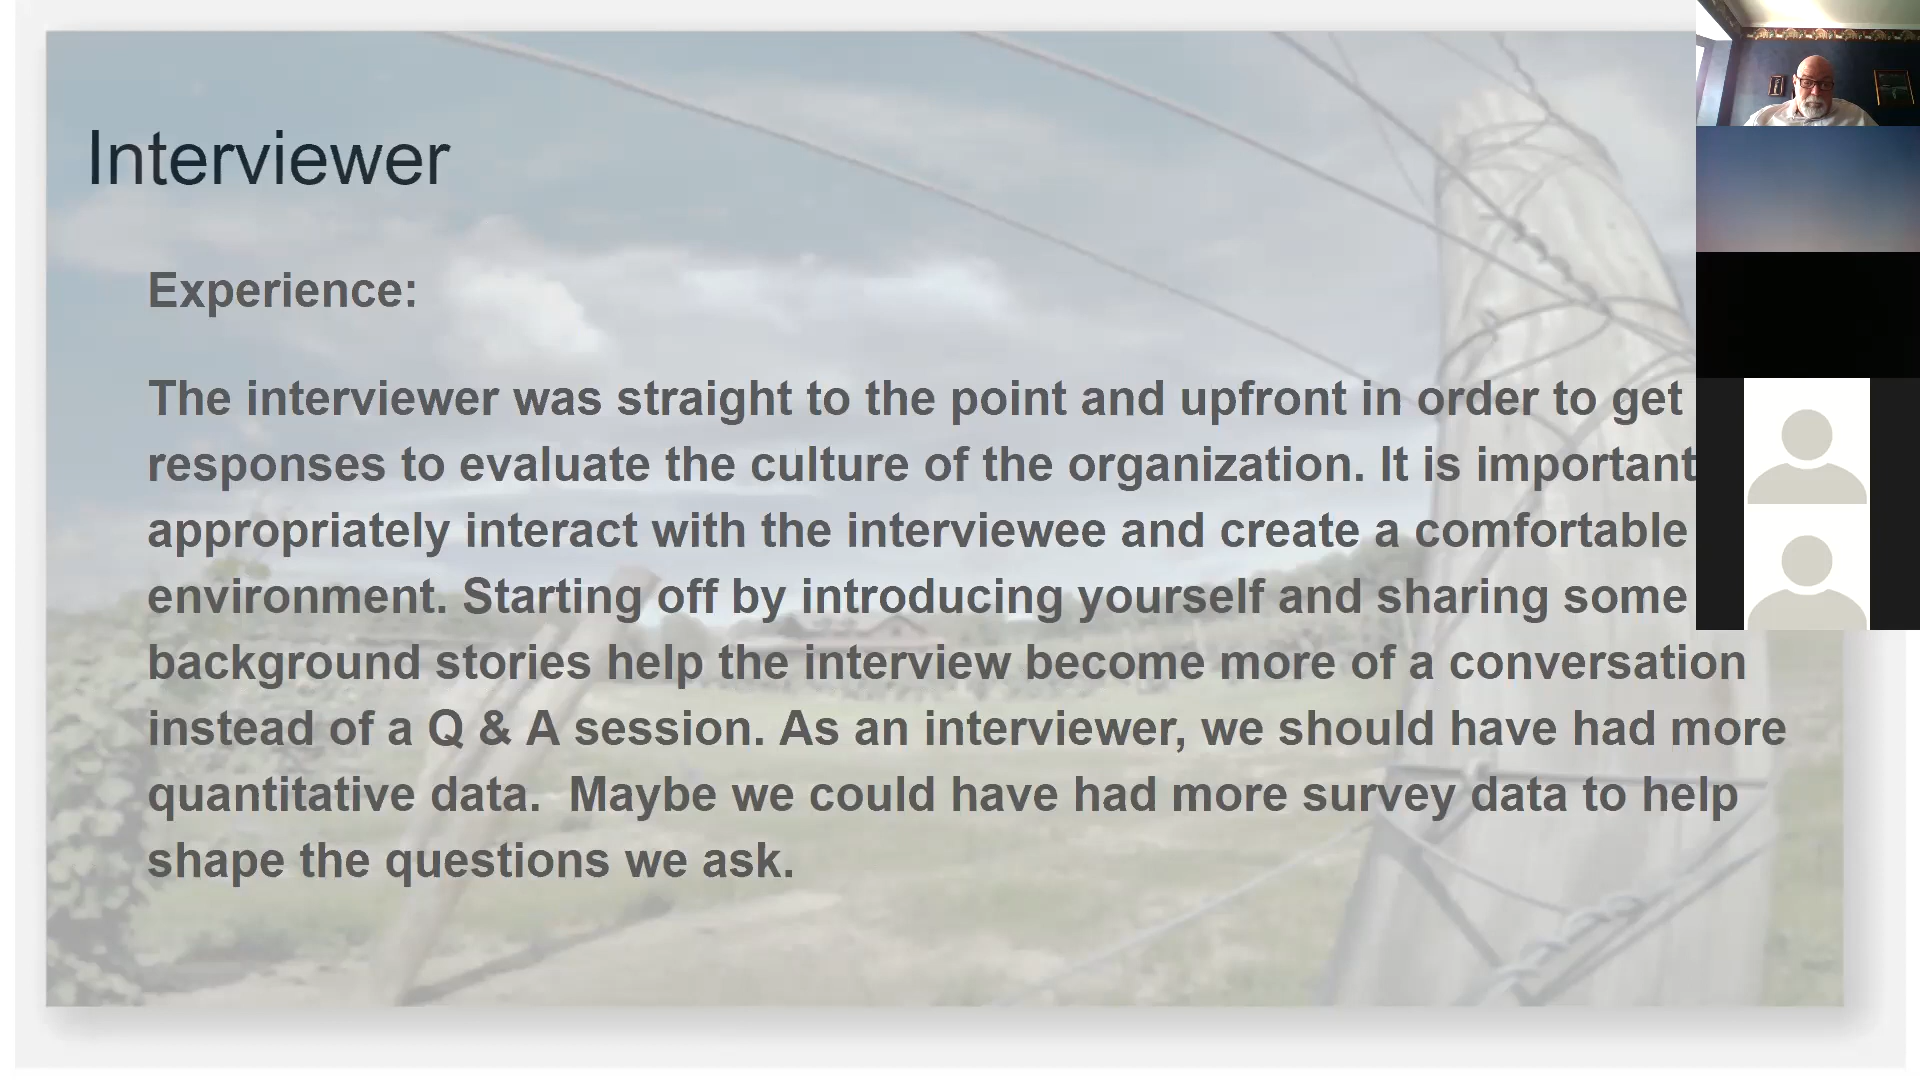 Interviewer
Experience:
The interviewer was straight to the point and upfront in order to get
responses to evaluate the culture of the organization. It is important
appropriately interact with the interviewee and create a comfortable
environment. Starting off by introducing yourself and sharing some
background stories help the interview become more of a conversation
instead of a Q & A session. As an interviewer, we should have had more
quantitative data.  Maybe we could have had more survey data to help
shape the questions we ask.